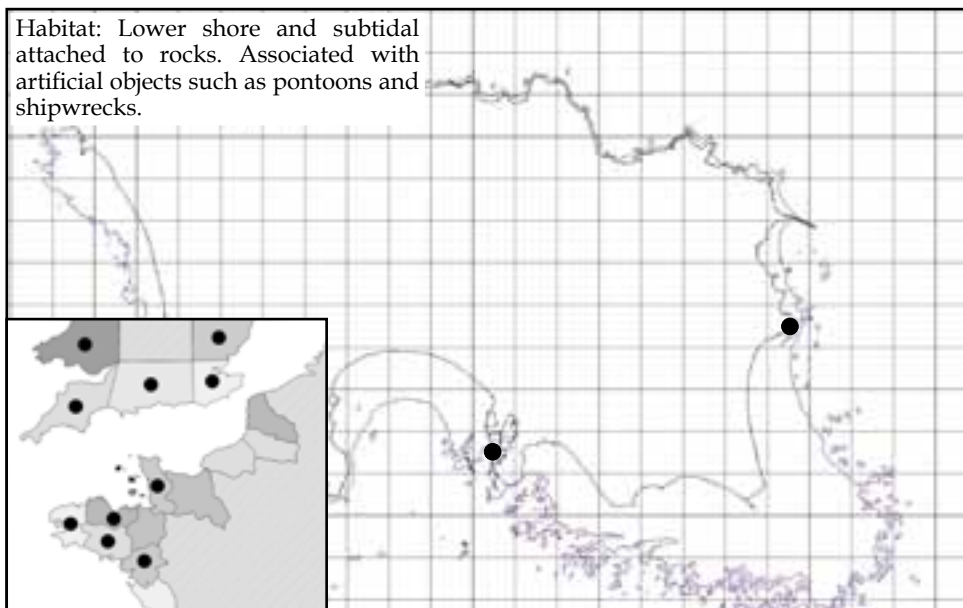 Habitat: Lower shore and subtidal
attached to rocks. Associated with
artificial objects such as pontoons and
shipwrecks.